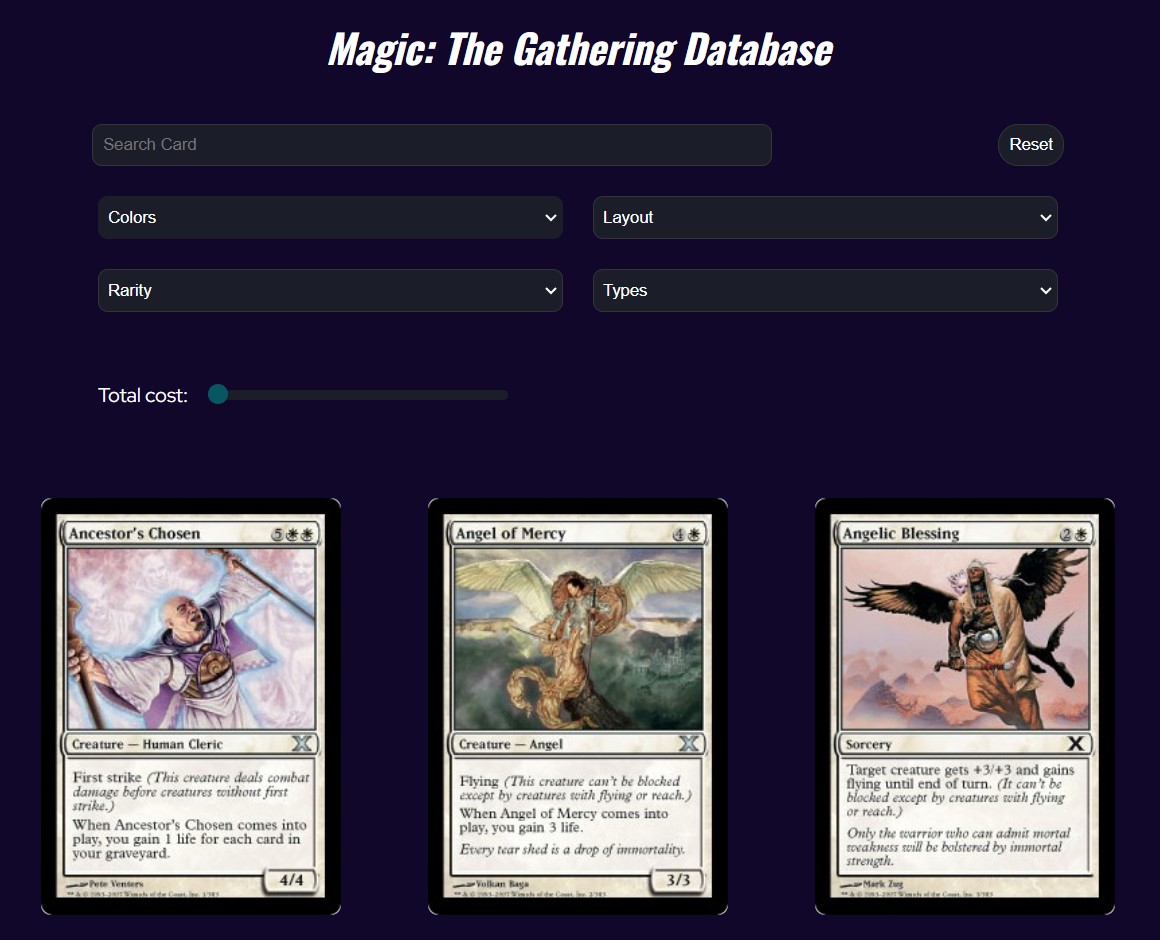 Magic: The Gathering Database
Search Card
Reset
Colors
Layout
Rarity
Types
Total cost:
Ancestor's Chosen
5
Creature — Human Cleric
First strike (This creature deals combat
damage before creatures without first
strike.)
When Ancestor's Chosen comes into
play, you gain 1 life for each card in
your graveyard.
4/4
Pete Venters
Angel of Mercy
4
Creature — Angel
Flying (This creature can't be blocked
except by creatures with flying or reach.)
When Angel of Mercy comes into
play, you gain 3 life.
Every tear shed is a drop of immortality.
3/3
Volkan Baga
Angelic Blessing
2
Sorcery
Target creature gets +3/+3 and gains
flying until end of turn. (It can't be
blocked except by creatures with flying
or reach.)
Only the warrior who can admit mortal
weakness will be bolstered by immortal
strength.
Mark Zug